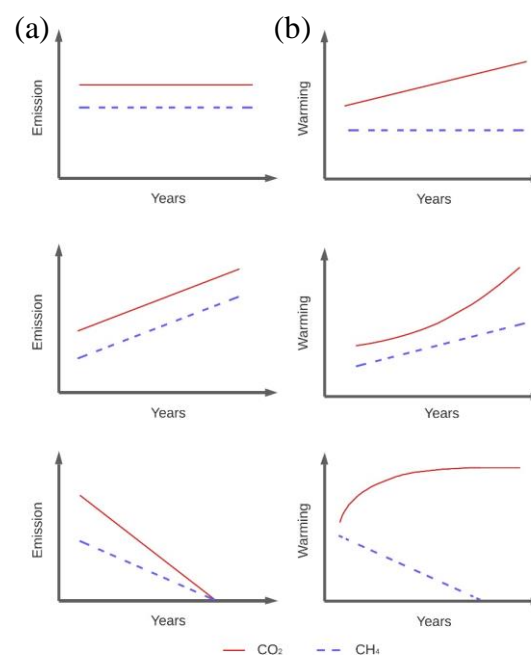 (a) (b)
Emission
Years
Warming
Years
Emission
Years
Warming
Years
Emission
Years
Warming
Years
CO₂ CH₄